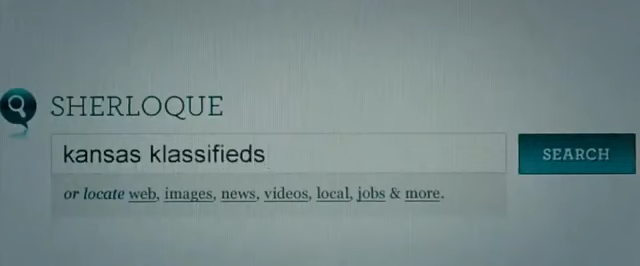 SHERLOQUE
kansas klassifieds
SEARCH
or locate web, images, news, videos, local, jobs & more.